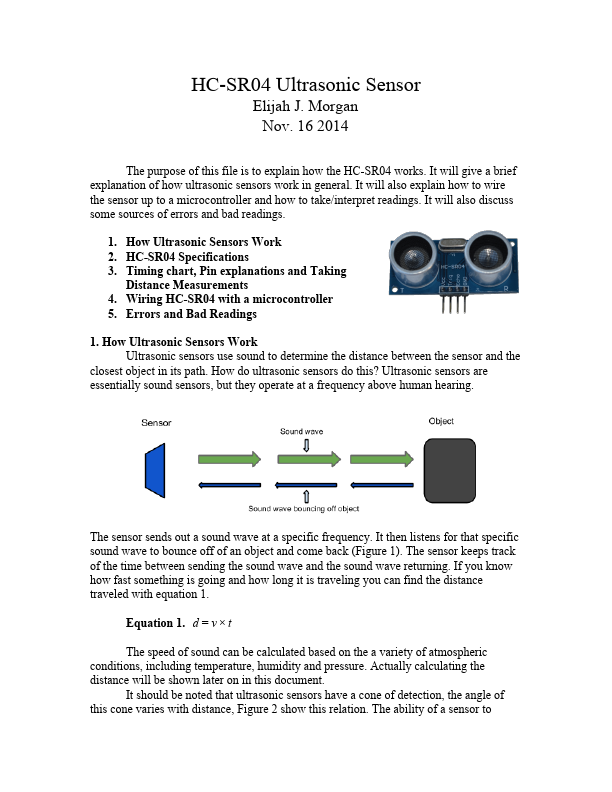 HC-SR04 Ultrasonic Sensor
Elijah J. Morgan
Nov. 16 2014
The purpose of this file is to explain how the HC-SR04 works. It will give a brief
explanation of how ultrasonic sensors work in general. It will also explain how to wire
the sensor up to a microcontroller and how to take/interpret readings. It will also discuss
some sources of errors and bad readings.
1. How Ultrasonic Sensors Work
2. HC-SR04 Specifications
3. Timing chart, Pin explanations and Taking
Distance Measurements
4. Wiring HC-SR04 with a microcontroller
5. Errors and Bad Readings
HC-SR04
Vcc
Trig
Echo
GND
T
R
1. How Ultrasonic Sensors Work
Ultrasonic sensors use sound to determine the distance between the sensor and the
closest object in its path. How do ultrasonic sensors do this? Ultrasonic sensors are
essentially sound sensors, but they operate at a frequency above human hearing.
Sensor
Object
Sound wave
Sound wave bouncing off object
The sensor sends out a sound wave at a specific frequency. It then listens for that specific
sound wave to bounce off of an object and come back (Figure 1). The sensor keeps track
of the time between sending the sound wave and the sound wave returning. If you know
how fast something is going and how long it is traveling you can find the distance
traveled with equation 1.
Equation 1. d = v × t
The speed of sound can be calculated based on the a variety of atmospheric
conditions, including temperature, humidity and pressure. Actually calculating the
distance will be shown later on in this document.
It should be noted that ultrasonic sensors have a cone of detection, the angle of
this cone varies with distance, Figure 2 show this relation. The ability of a sensor to